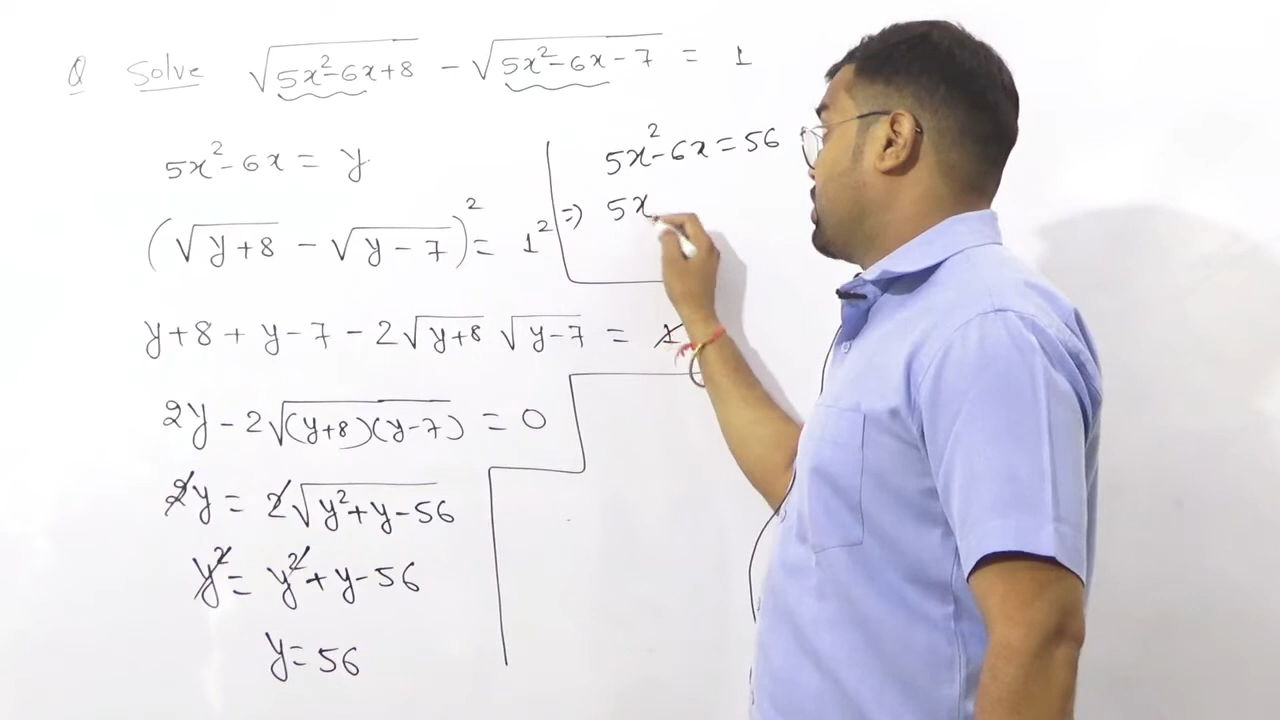 Q Solve √(5x²-6x+8) - √(5x²-6x-7) = 1
5x²-6x = y
(√(y+8) - √(y-7))² = 1²
y+8 + y-7 - 2√(y+8) √(y-7) = 1
2y - 2√((y+8)(y-7)) = 0
2y = 2√(y²+y-56)
y² = y²+y-56
y = 56
5x²-6x = 56
⇒ 5x